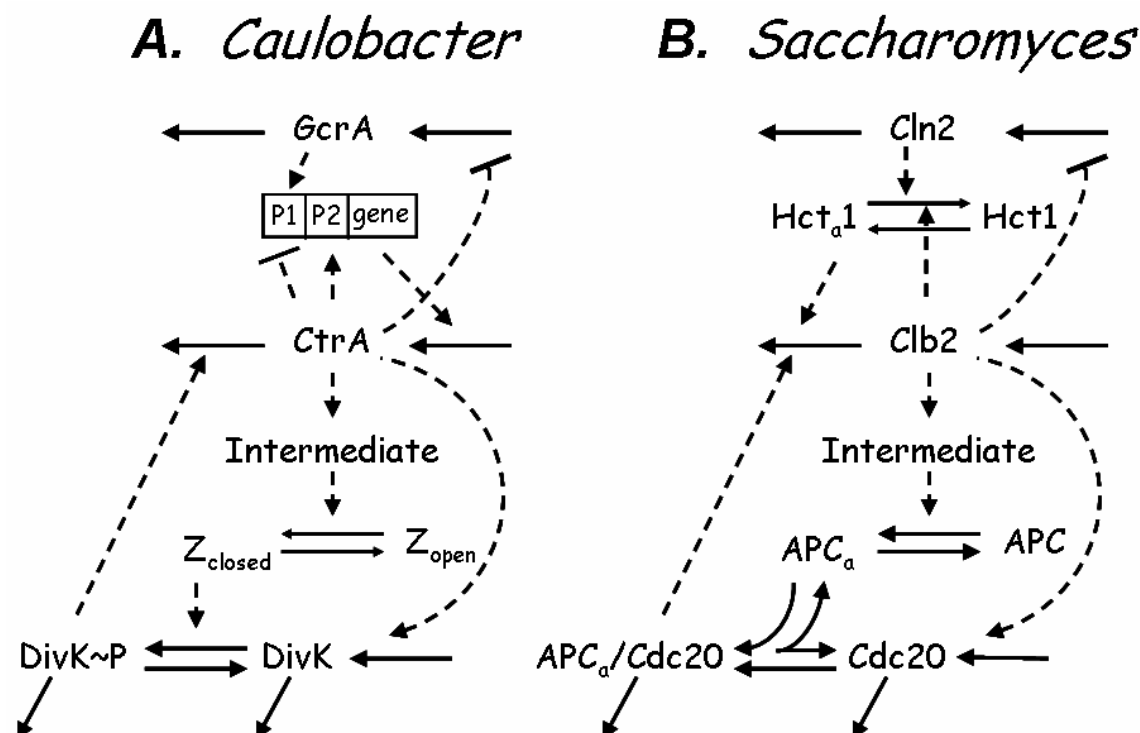 A. Caulobacter
B. Saccharomyces
GcrA
P1 P2 gene
CtrA
Intermediate
Zclosed
Zopen
DivK~P
DivK
Cln2
Hcta1
Hct1
Clb2
Intermediate
APCa
APC
APCa/Cdc20
Cdc20